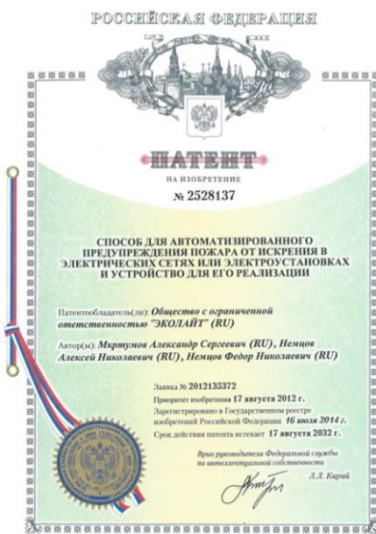 РОССИЙСКАЯ ФЕДЕРАЦИЯ
ПАТЕНТ
НА ИЗОБРЕТЕНИЕ
№ 2528137
СПОСОБ ДЛЯ АВТОМАТИЗИРОВАННОГО
ПРЕДУПРЕЖДЕНИЯ ПОЖАРА ОТ ИСКРЕНИЯ В
ЭЛЕКТРИЧЕСКИХ СЕТЯХ ИЛИ ЭЛЕКТРОУСТАНОВКАХ
И УСТРОЙСТВО ДЛЯ ЕГО РЕАЛИЗАЦИИ
Патентообладатель(ли): Общество с ограниченной
ответственностью "ЭКОЛАЙТ" (RU)
Автор(ы): Мкртумов Александр Сергеевич (RU), Немцов
Алексей Николаевич (RU), Немцов Федор Николаевич (RU)
Заявка № 2012135372
Приоритет изобретения 17 августа 2012 г.
Зарегистрировано в Государственном реестре
изобретений Российской Федерации 16 июля 2014 г.
Срок действия патента истекает 17 августа 2032 г.
Врио руководителя Федеральной службы
по интеллектуальной собственности
Л.Л. Кирий